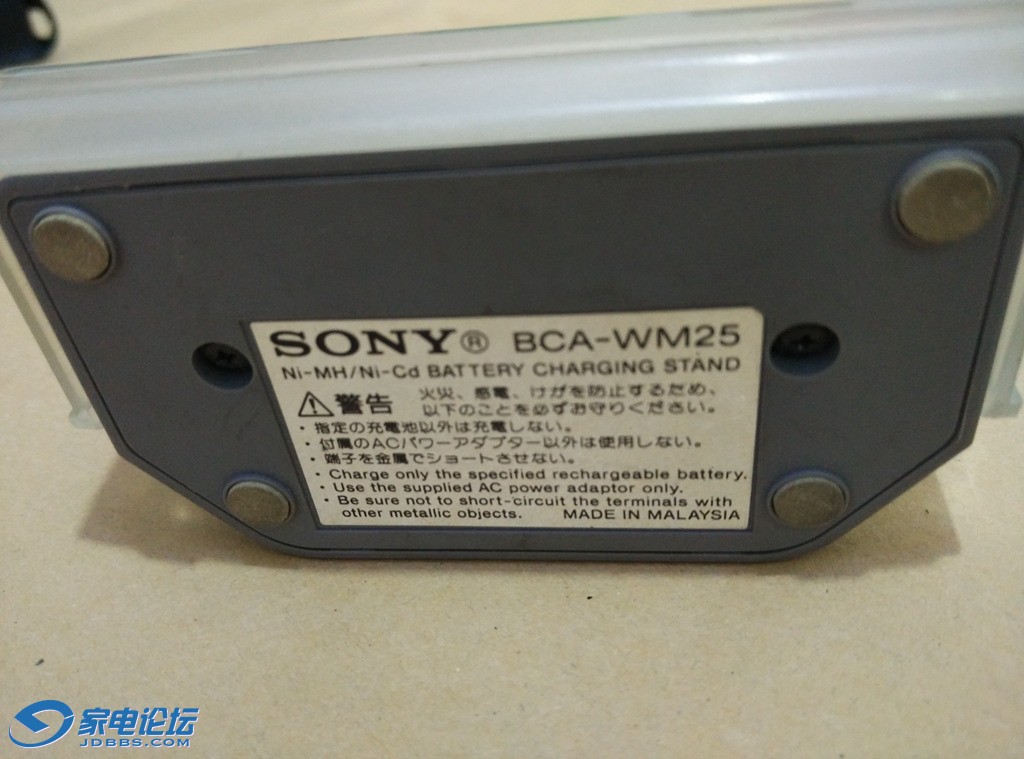 SONY® BCA-WM25
Ni-MH/Ni-Cd BATTERY CHARGING STAND
⚠警告 火災、感電、けがを防止するため、
以下のことを必ずお守りください。
・指定の充電池以外は充電しない。
・付属のACパワーアダプター以外は使用しない。
・端子を金属でショートさせない。
・Charge only the specified rechargeable battery.
・Use the supplied AC power adaptor only.
・Be sure not to short-circuit the terminals with
other metallic objects. MADE IN MALAYSIA
家电论坛
JDBBS.COM